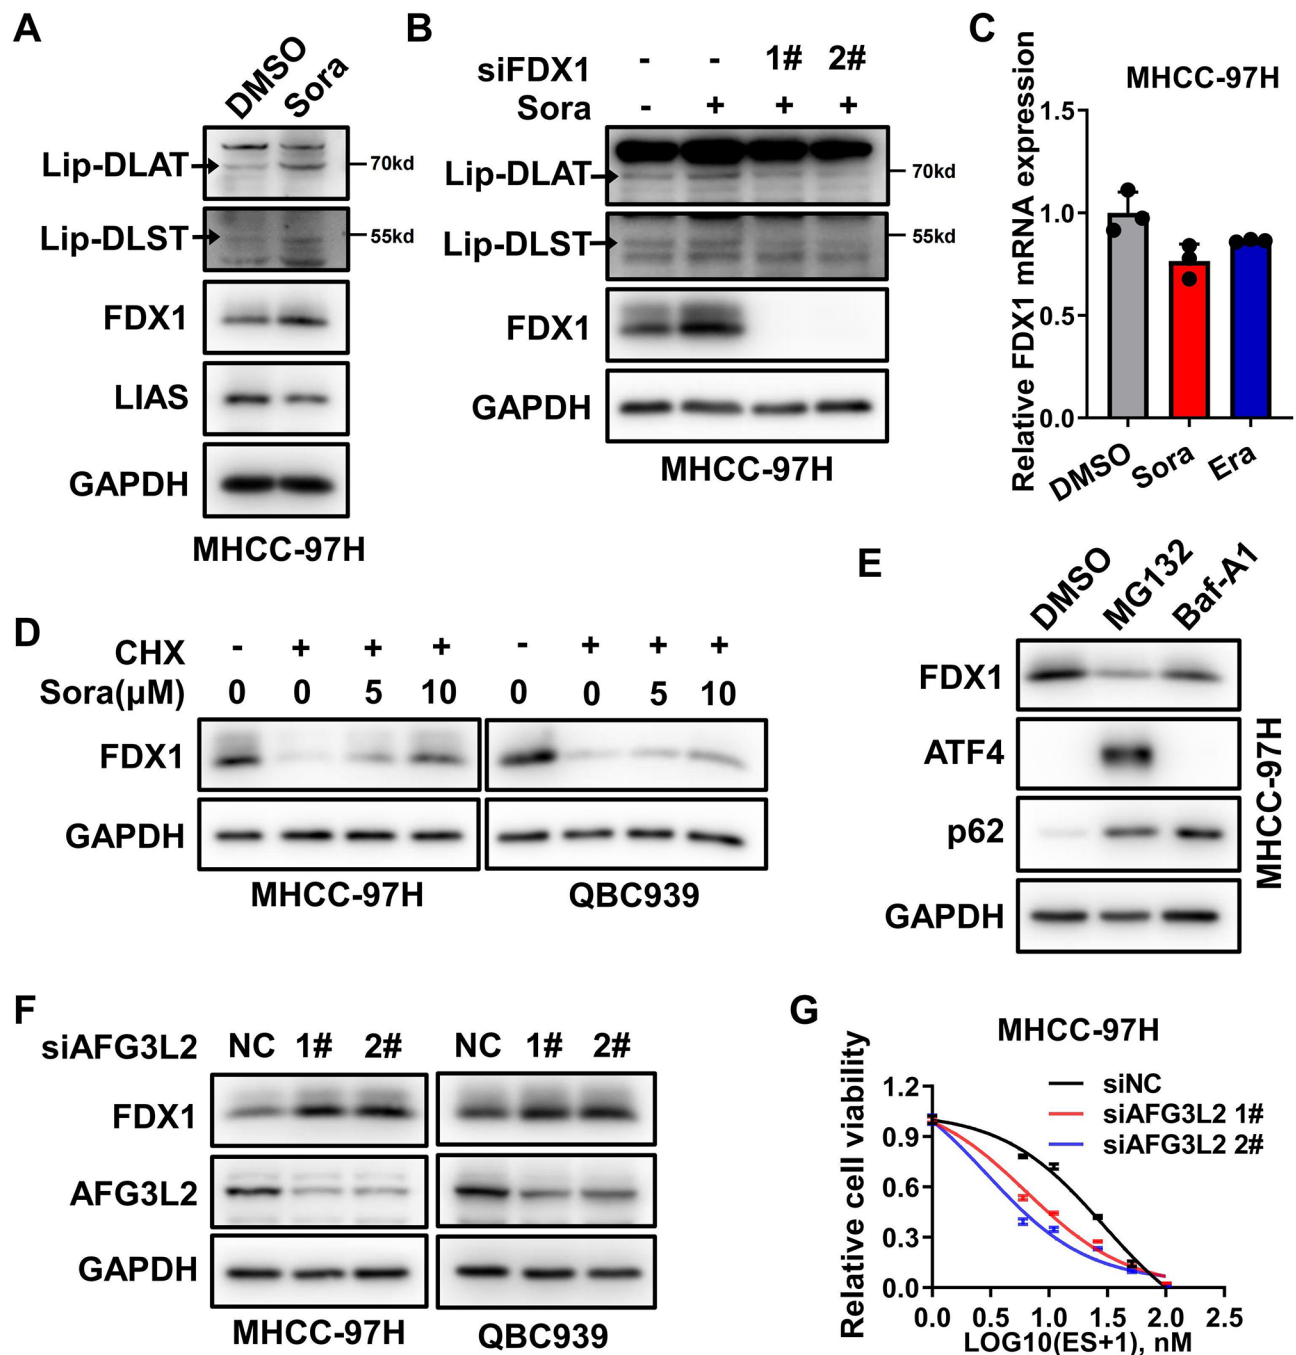 A
DMSO
Sora
Lip-DLAT
70kd
Lip-DLST
55kd
FDX1
LIAS
GAPDH
MHCC-97H
B
siFDX1 - - 1# 2#
Sora - + + +
Lip-DLAT
70kd
Lip-DLST
55kd
FDX1
GAPDH
MHCC-97H
C
MHCC-97H
Relative FDX1 mRNA expression
1.5
1.0
0.5
0.0
DMSO
Sora
Era
D
CHX - + + + - + + +
Sora(μM) 0 0 5 10 0 0 5 10
FDX1
GAPDH
MHCC-97H
QBC939
E
DMSO
MG132
Baf-A1
FDX1
ATF4
p62
GAPDH
MHCC-97H
F
siAFG3L2 NC 1# 2# NC 1# 2#
FDX1
AFG3L2
GAPDH
MHCC-97H
QBC939
G
MHCC-97H
Relative cell viability
1.2
0.9
0.6
0.3
0.0
siNC
siAFG3L2 1#
siAFG3L2 2#
0.0 0.5 1.0 1.5 2.0 2.5
LOG10(ES+1), nM